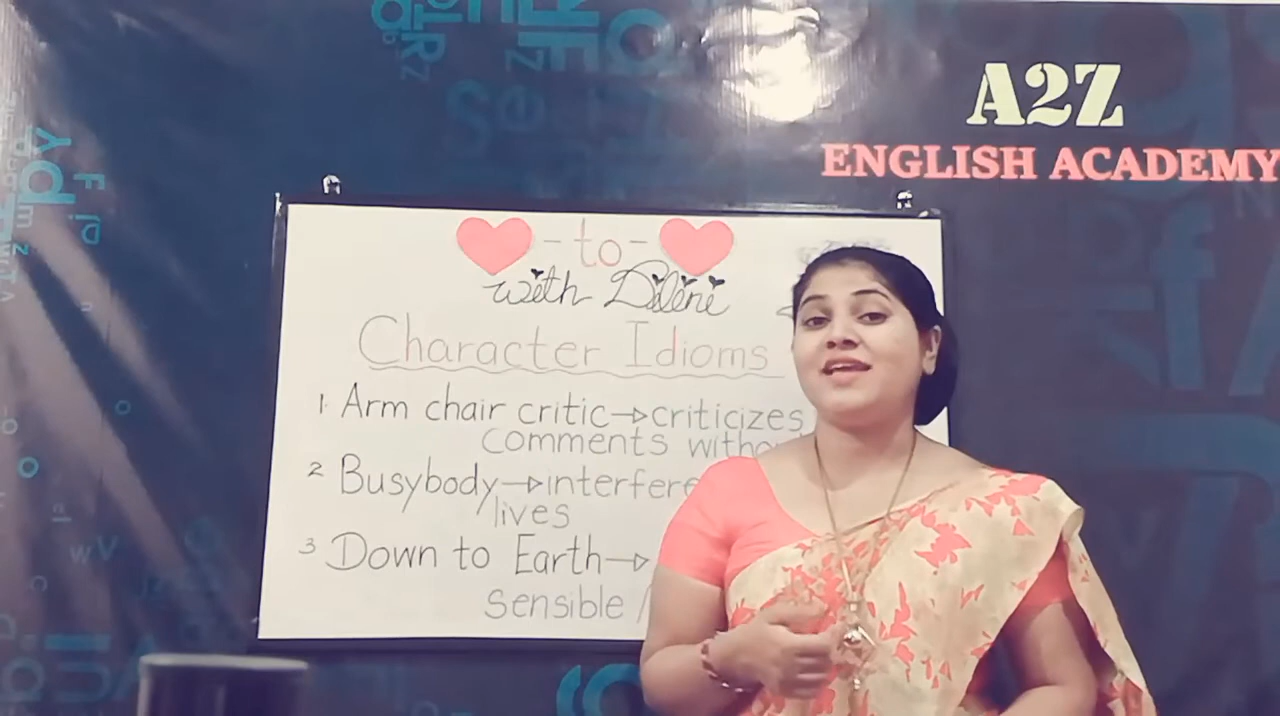 A2Z
ENGLISH ACADEMY
-to-
with Dilini
Character Idioms
1. Arm chair critic→criticizes
comments witho
2 Busybody→interfere
lives
3 Down to Earth→
sensible /